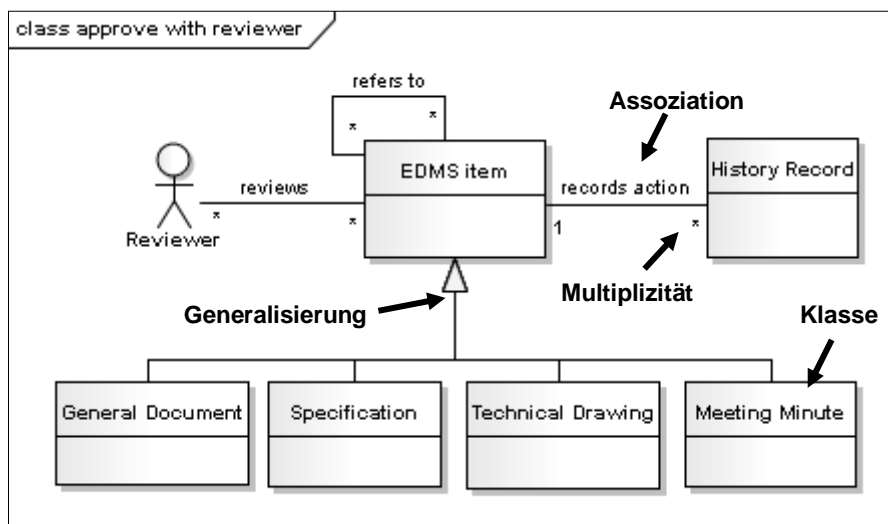 class approve with reviewer
refers to
* *
Assoziation
EDMS item
History Record
reviews
records action
* *
1 *
Reviewer
Generalisierung
Multiplizität
Klasse
General Document
Specification
Technical Drawing
Meeting Minute